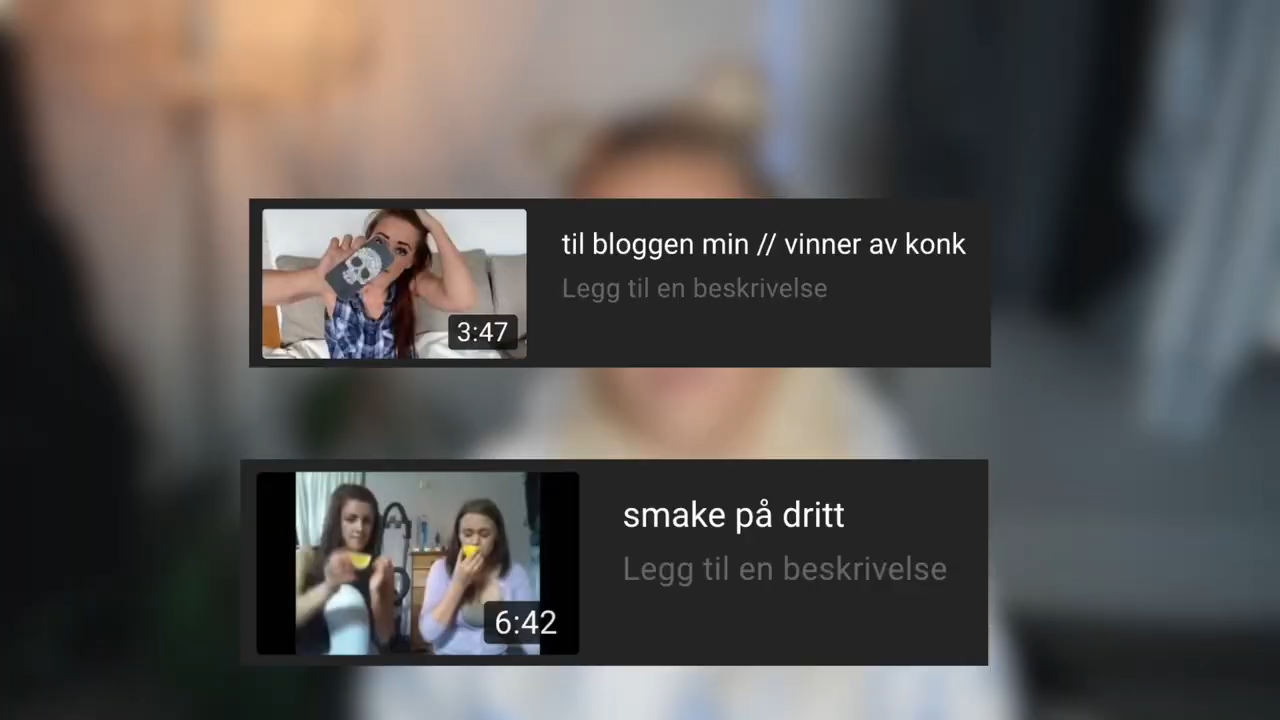 til bloggen min // vinner av konk
Legg til en beskrivelse
3:47
smake på dritt
Legg til en beskrivelse
6:42